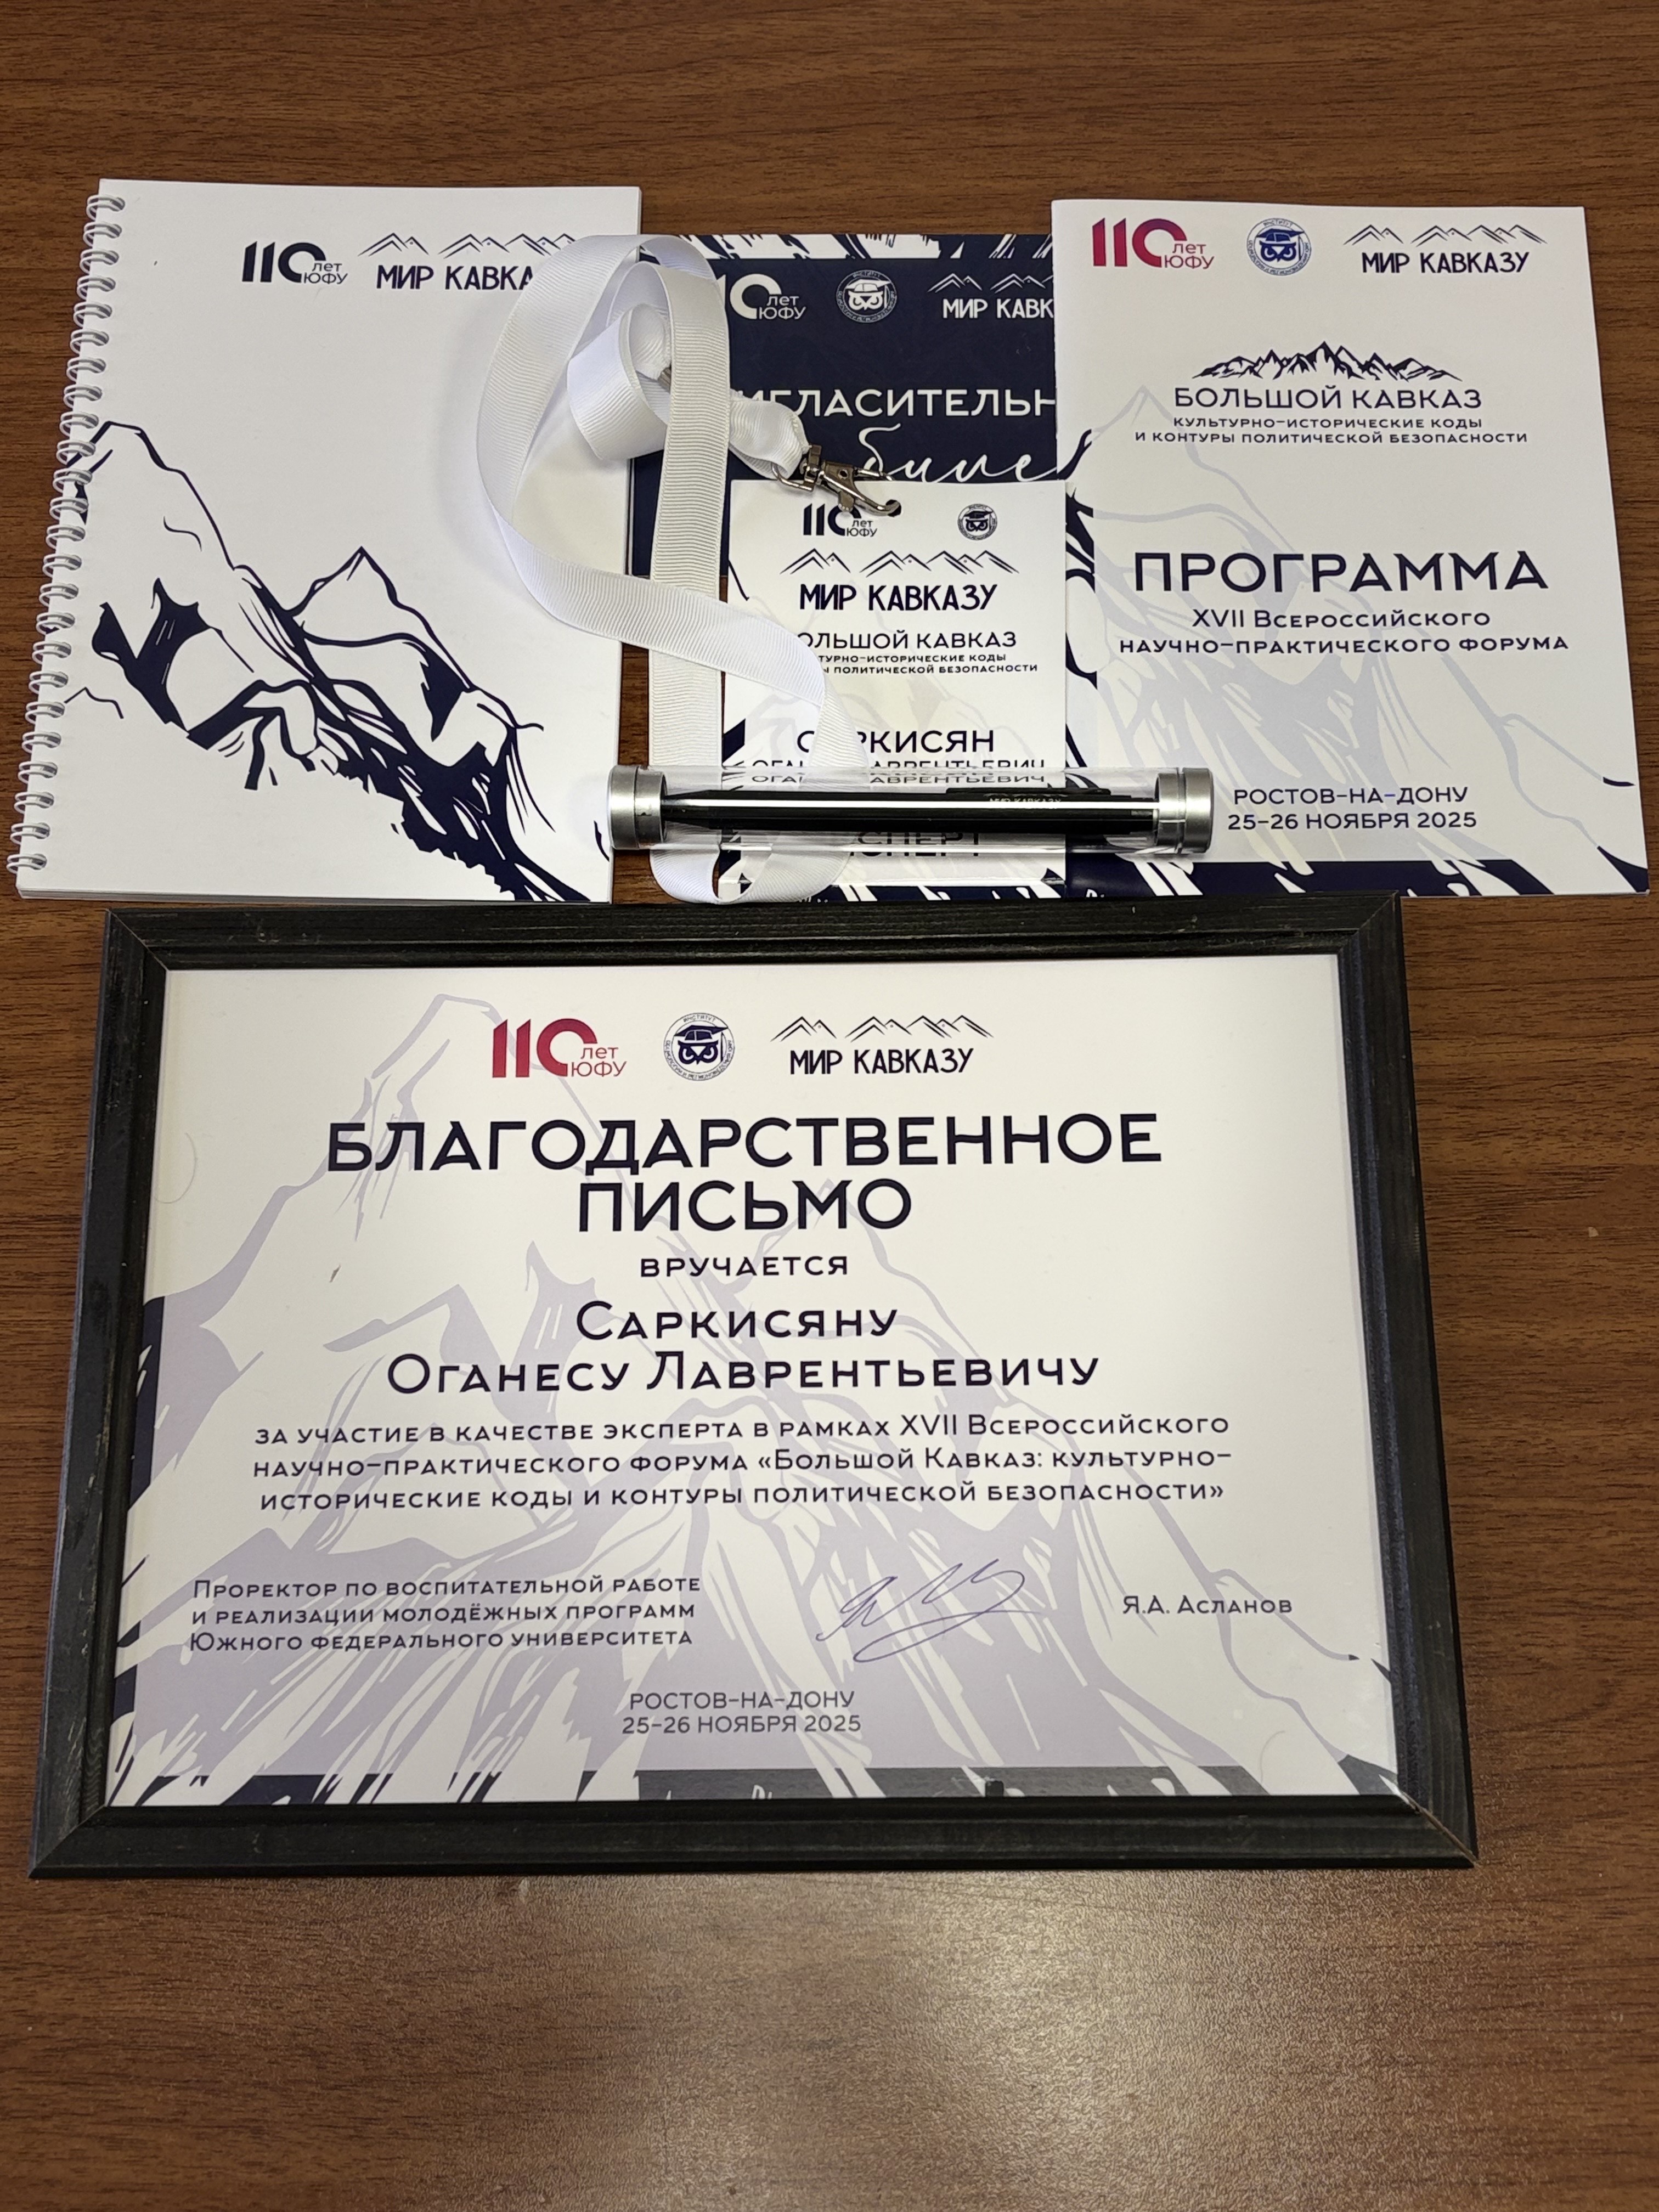 110 лет ЮФУ
МИР
110 лет ЮФУ
МИР
110 лет ЮФУ
МИР КАВКАЗУ
БОЛЬШОЙ КАВКАЗ
КУЛЬТУРНО-ИСТОРИЧЕСКИЕ КОДЫ
И КОНТУРЫ ПОЛИТИЧЕСКОЙ БЕЗОПАСНОСТИ
ПРОГРАММА
XVII Всероссийского
научно-практического форума
РОСТОВ-НА-ДОНУ
25-26 НОЯБРЯ 2025
110 лет ЮФУ
МИР КАВКАЗУ
КАВКАЗ
ИСТОРИЧЕСКИЕ КОДЫ
ПОЛИТИЧЕСКОЙ БЕЗОПАСНОСТИ
МИР КАВКАЗУ
110 лет ЮФУ
МИР КАВКАЗУ
БЛАГОДАРСТВЕННОЕ
ПИСЬМО
ВРУЧАЕТСЯ
Саркисяну
Оганесу Лаврентьевичу
за участие в качестве эксперта в рамках XVII Всероссийского
научно-практического форума «Большой Кавказ: культурно-
исторические коды и контуры политической безопасности»
Проректор по воспитательной работе
и реализации молодёжных программ
Южного федерального университета
Я.А. Асланов
РОСТОВ-НА-ДОНУ
25-26 НОЯБРЯ 2025